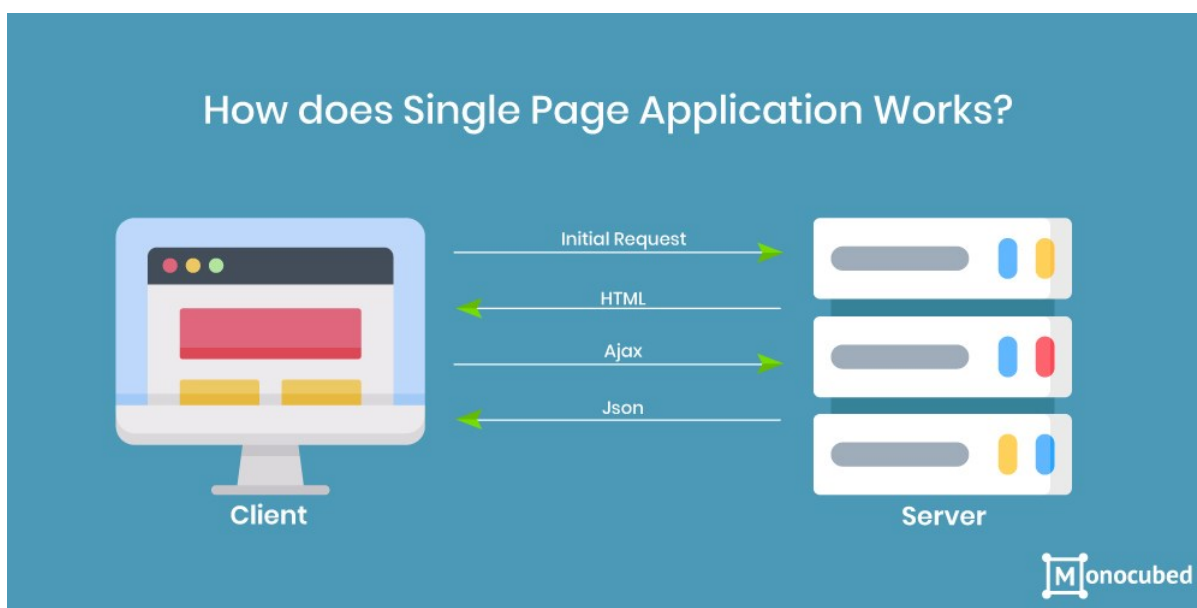 How does Single Page Application Works?
Initial Request
HTML
Ajax
Json
Client
Server
Monocubed